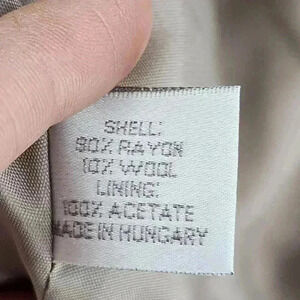 SHELL:
90% RAYON
10% WOOL
LINING:
100% ACETATE
MADE IN HUNGARY